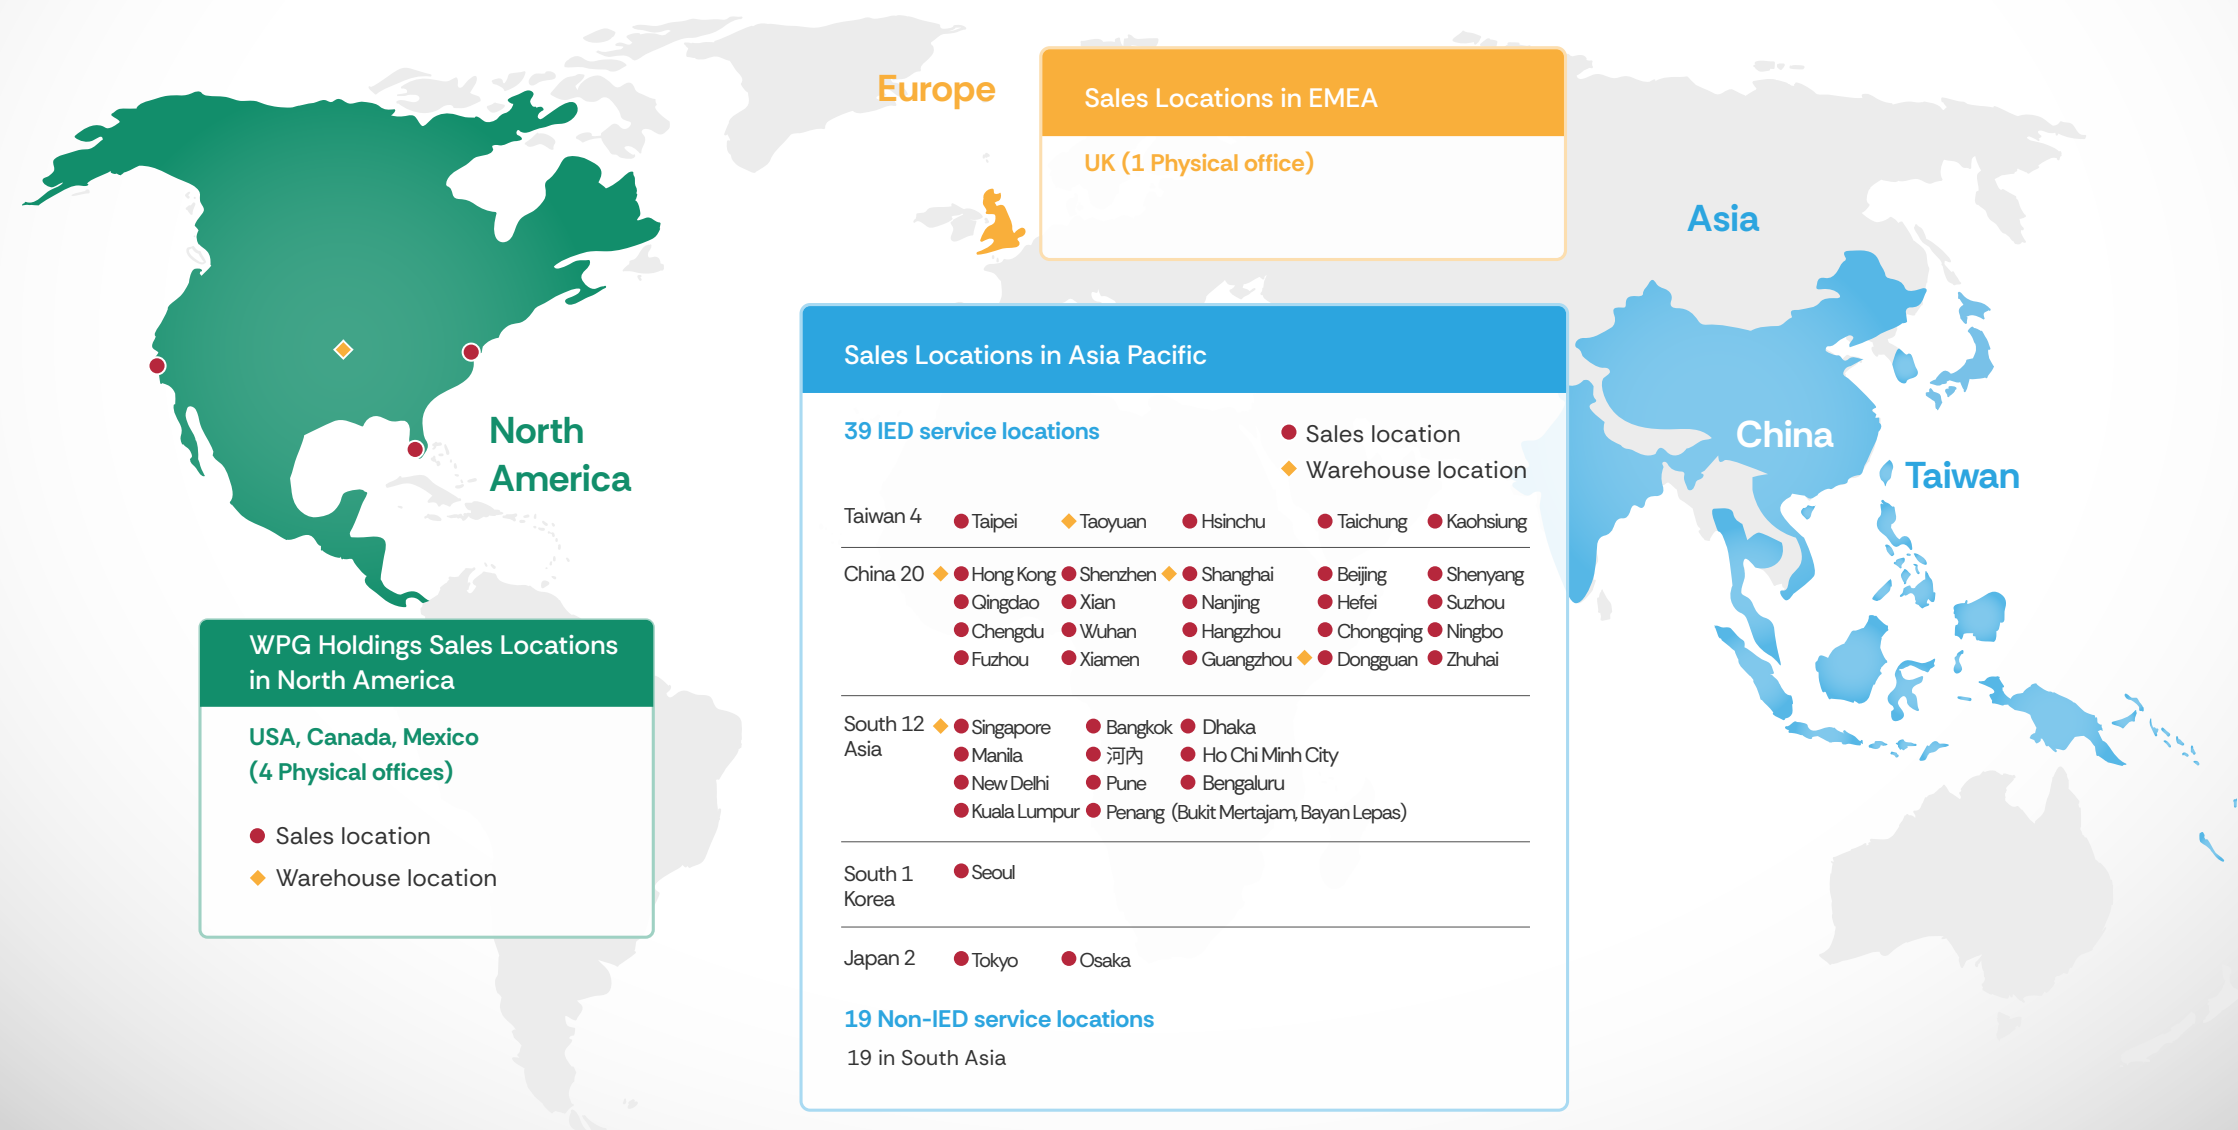 Europe
Sales Locations in EMEA
UK (1 Physical office)
Asia
China
Taiwan
North
America
WPG Holdings Sales Locations
in North America
USA, Canada, Mexico
(4 Physical offices)
Sales location
Warehouse location
Sales Locations in Asia Pacific
39 IED service locations
Sales location
Warehouse location
Taiwan 4 Taipei Taoyuan Hsinchu Taichung Kaohsiung
China 20 Hong Kong Shenzhen Shanghai Beijing Shenyang
Qingdao Xian Nanjing Hefei Suzhou
Chengdu Wuhan Hangzhou Chongqing Ningbo
Fuzhou Xiamen Guangzhou Dongguan Zhuhai
South 12
Asia
Singapore Bangkok Dhaka
Manila 河內 Ho Chi Minh City
New Delhi Pune Bengaluru
Kuala Lumpur Penang (Bukit Mertajam, Bayan Lepas)
South 1
Korea
Seoul
Japan 2 Tokyo Osaka
19 Non-IED service locations
19 in South Asia